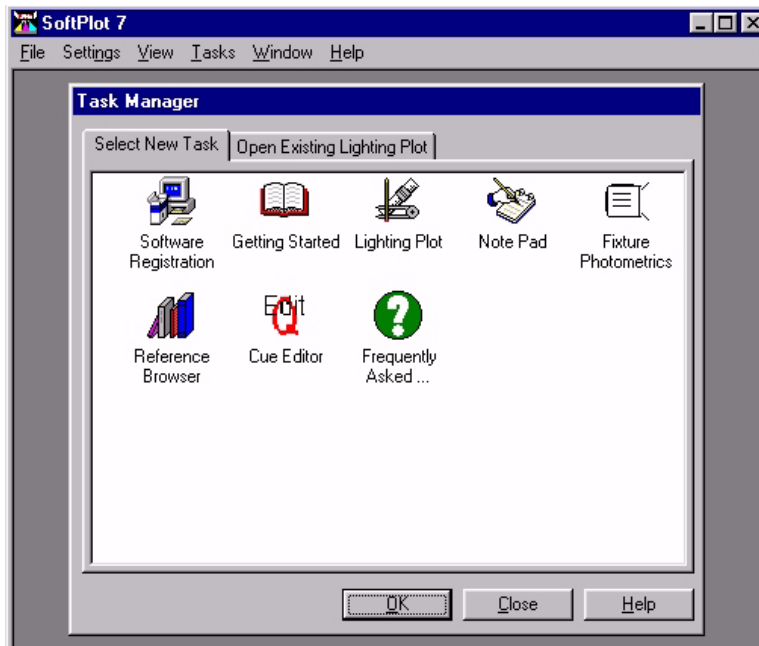 SoftPlot 7
File Settings View Tasks Window Help
Task Manager
Select New Task Open Existing Lighting Plot
Software Registration
Getting Started
Lighting Plot
Note Pad
Fixture Photometrics
Edit
Q
Reference Browser
Cue Editor
?
Frequently Asked ...
OK Close Help